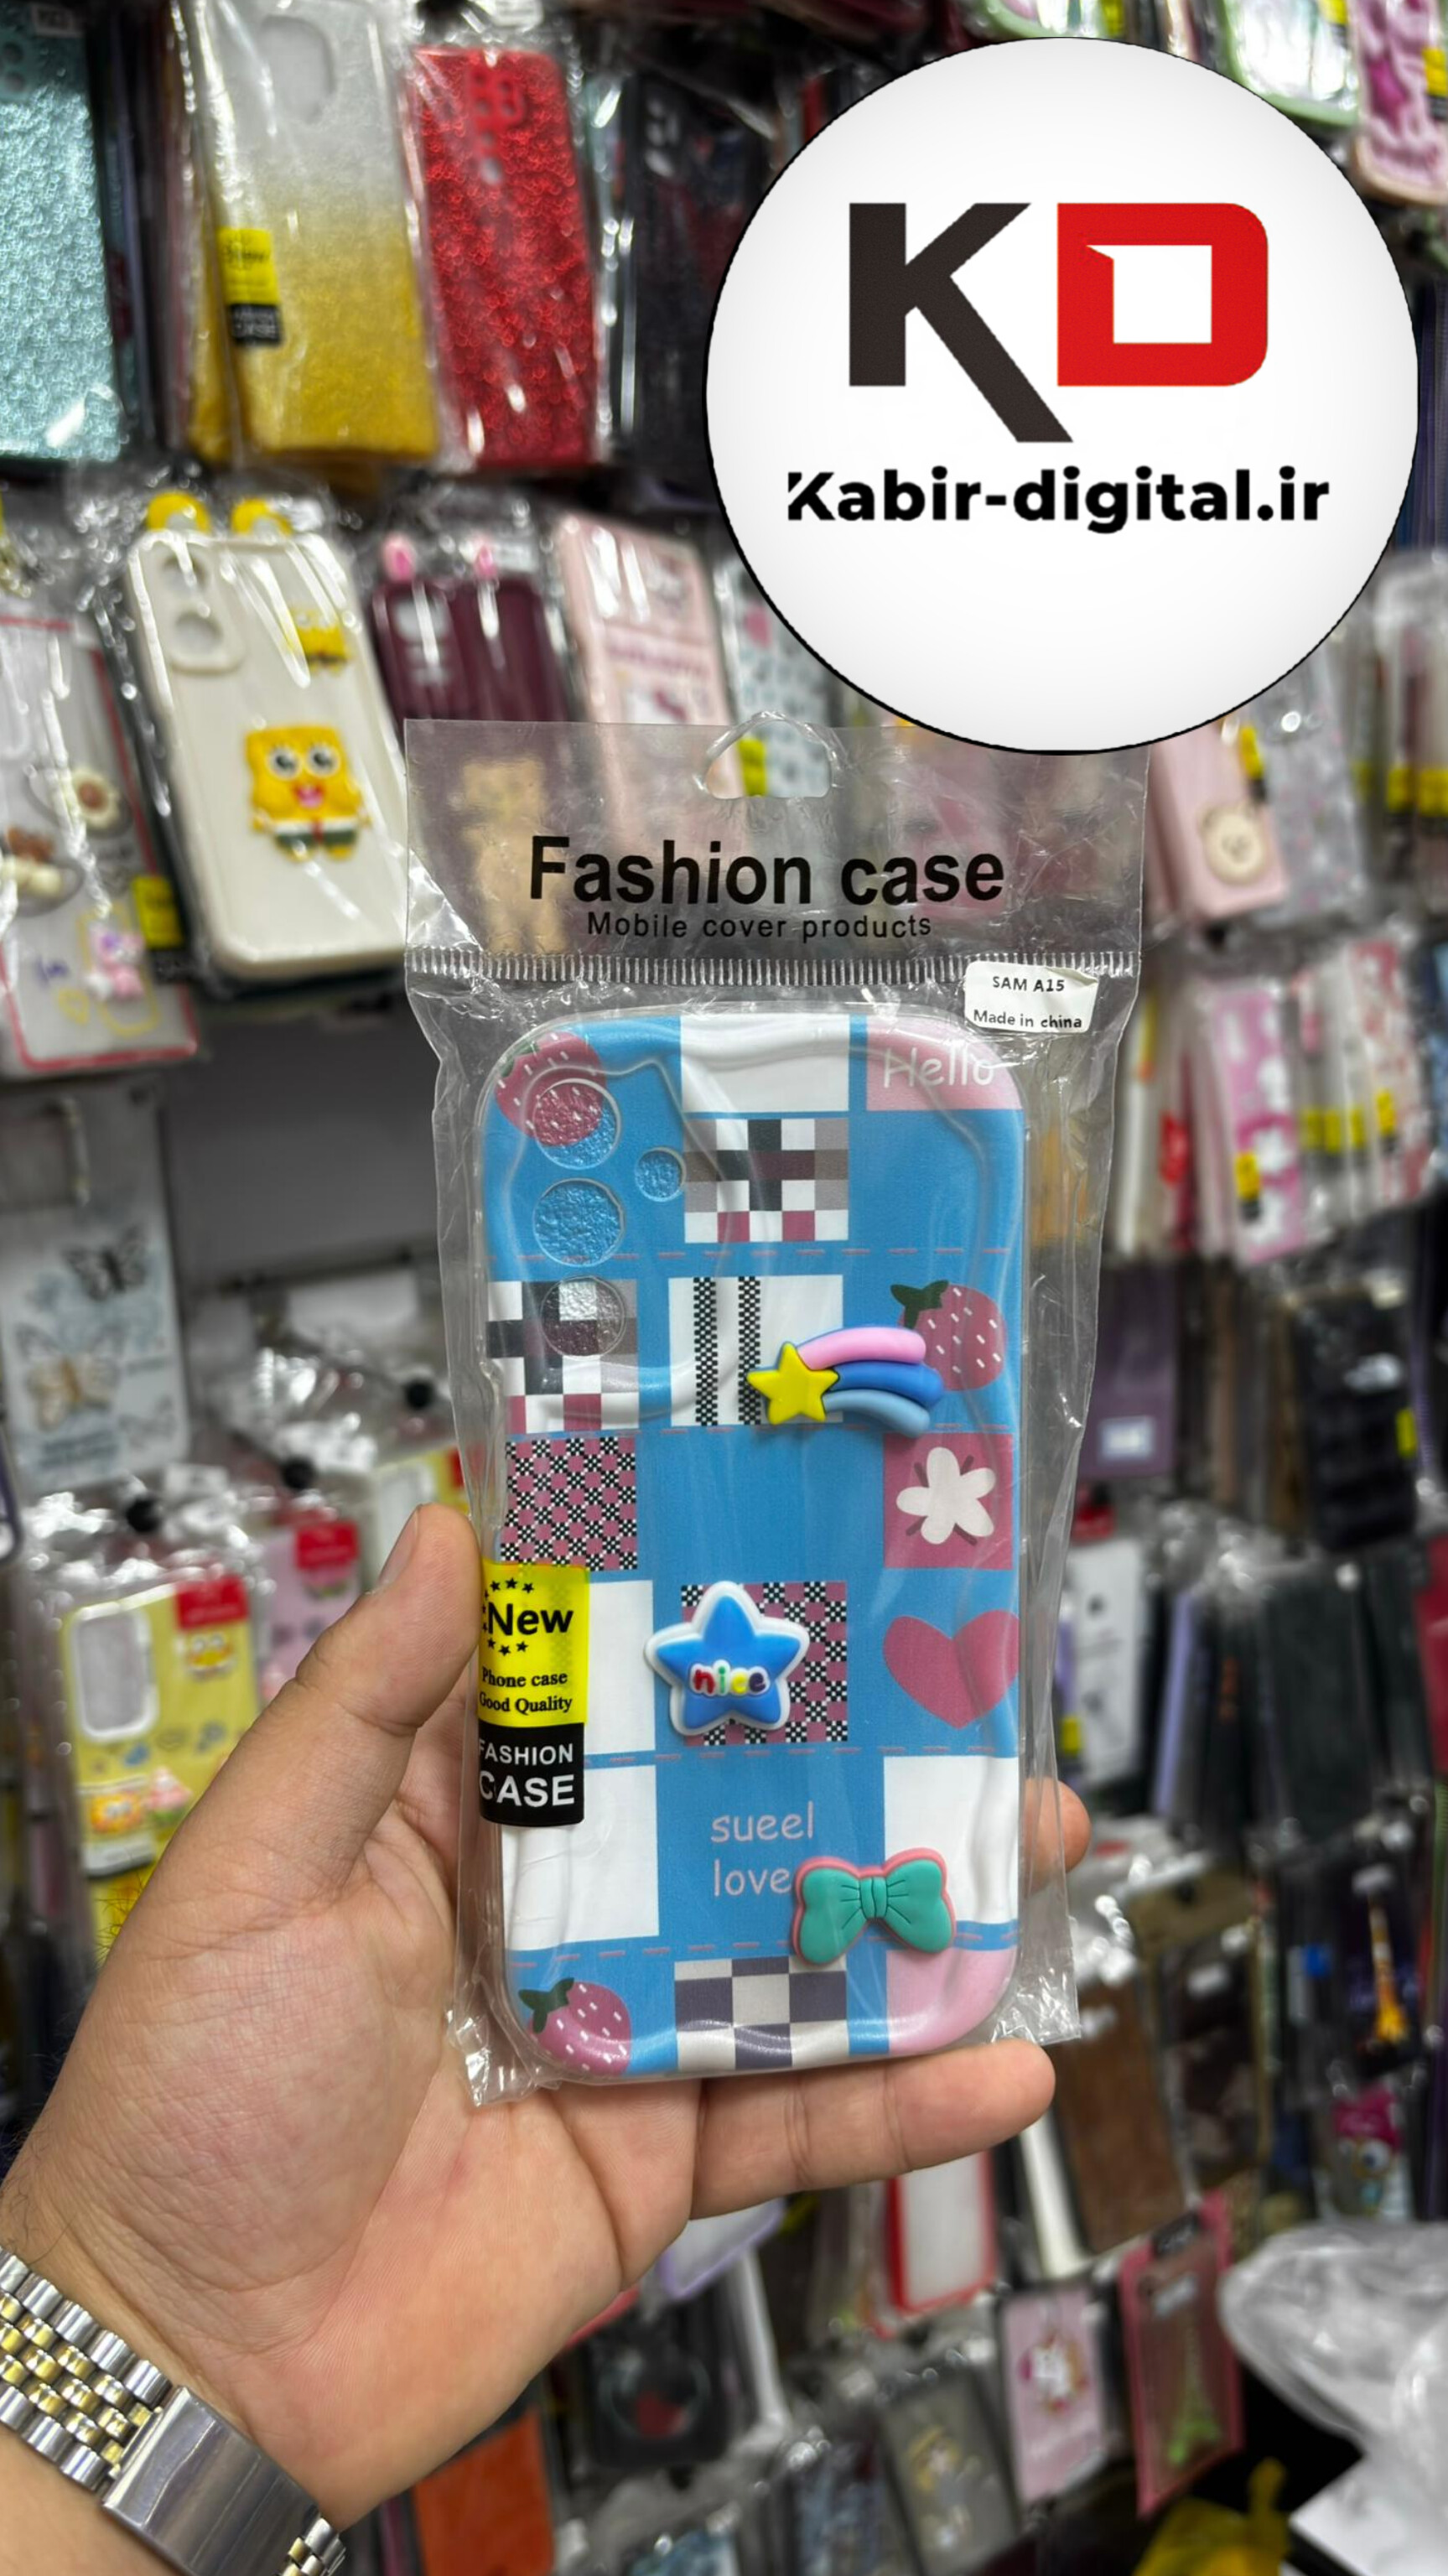 KD
Kabir-digital.ir
Fashion case
Mobile cover products
SAM A15
Made in china
Hello
New
Phone case
Good Quality
FASHION
CASE
nice
sueel
love